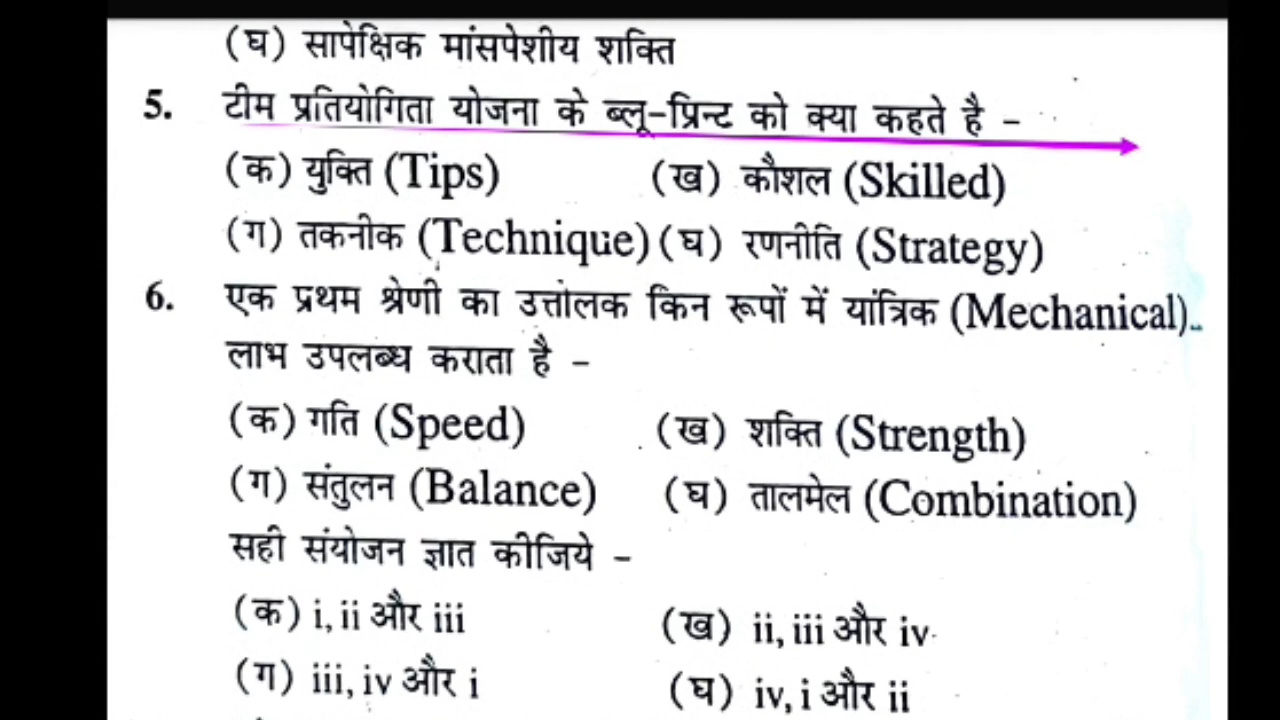 (घ) सापेक्षिक मांसपेशीय शक्ति
5. टीम प्रतियोगिता योजना के ब्लू-प्रिन्ट को क्या कहते है -
(क) युक्ति (Tips) (ख) कौशल (Skilled)
(ग) तकनीक (Technique) (घ) रणनीति (Strategy)
6. एक प्रथम श्रेणी का उत्तोलक किन रूपों में यांत्रिक (Mechanical)
लाभ उपलब्ध कराता है -
(क) गति (Speed) (ख) शक्ति (Strength)
(ग) संतुलन (Balance) (घ) तालमेल (Combination)
सही संयोजन ज्ञात कीजिये -
(क) i, ii और iii (ख) ii, iii और iv
(ग) iii, iv और i (घ) iv, i और ii